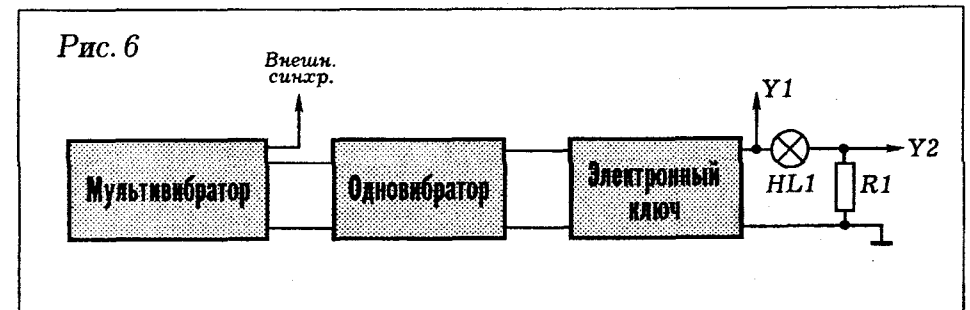 Рис. 6
Внешн.
синхр.
Y1
Мультивибратор
Одновибратор
Электронный
ключ
HL1
R1
Y2